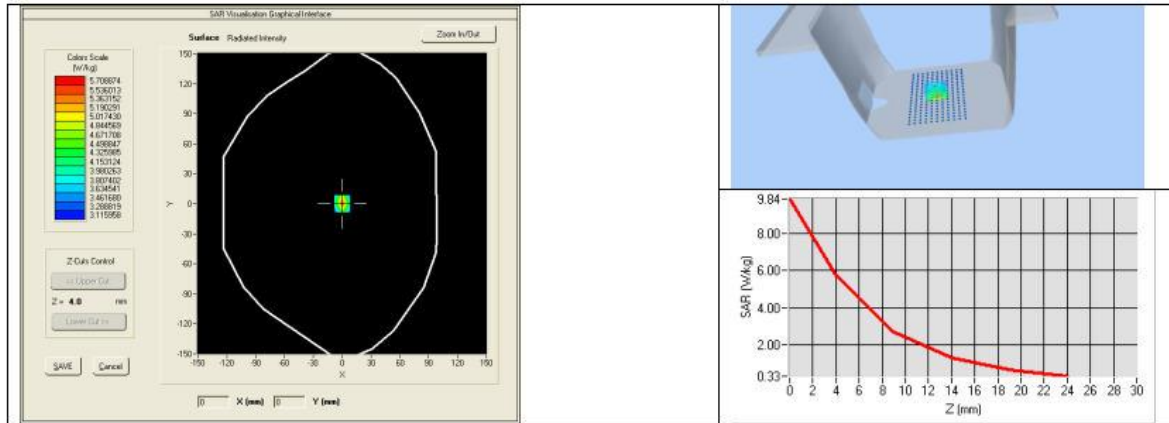 SAR Visualisation Graphical Interface
Surface Radiated Intensity
Zoom In/Out
Colors Scale
(W/kg)
5.708874
5.536013
5.363152
5.190291
5.017430
4.844569
4.671708
4.498847
4.325985
4.153124
3.980263
3.807402
3.634541
3.461680
3.288819
3.115958
Z-Cuts Control
<< Upper Cut
Z = 4.0 mm
Lower Cut >>
SAVE
Cancel
150
120
90
60
30
0
-30
-60
-90
-120
-150
Y
-150 -120 -90 -60 -30 0 30 60 90 120 150
X
0 X (mm) 0 Y (mm)
9.84
8.00
6.00
4.00
2.00
0.33
SAR (W/kg)
0 2 4 6 8 10 12 14 16 18 20 22 24 26 28 30
Z (mm)